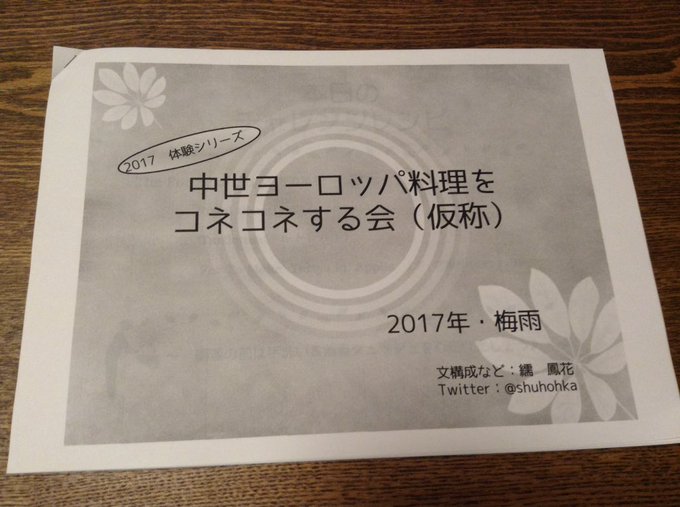 2017 体験シリーズ
中世ヨーロッパ料理を
コネコネする会（仮称）
2017年・梅雨
文構成など：繻 鳳花
Twitter：@shuhohka